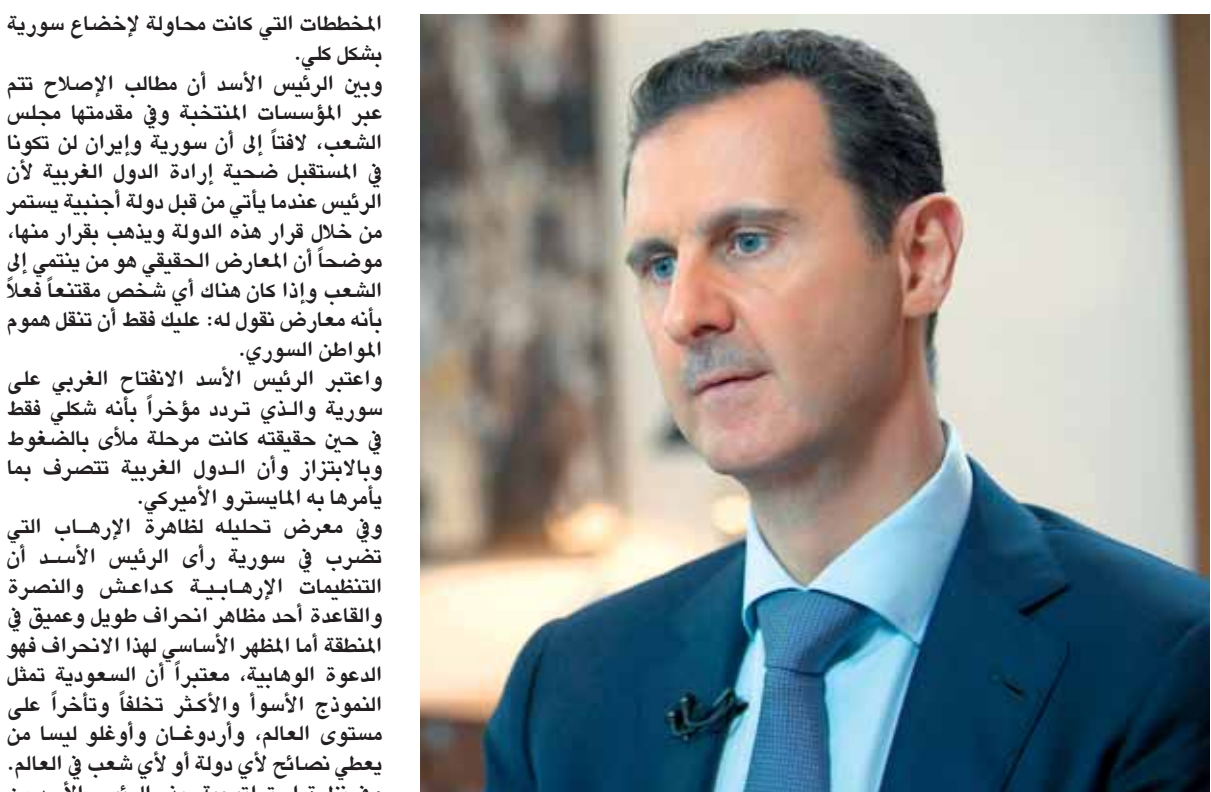 المخططات التي كانت محاولة لإخضاع سورية
بشكل كلي.
وبين الرئيس الأسد أن مطالب الإصلاح تتم
عبر المؤسسات المنتخبة وفي مقدمتها مجلس
الشعب، لافتاً إلى أن سورية وإيران لن تكونا
في المستقبل ضحية إرادة الدول الغربية لأن
الرئيس عندما يأتي من قبل دولة أجنبية يستمر
من خلال قرار هذه الدولة ويذهب بقرار منها،
موضحاً أن المعارض الحقيقي هو من ينتمي إلى
الشعب وإذا كان هناك أي شخص مقتنعاً فعلاً
بأنه معارض نقول له: عليك فقط أن تنقل هموم
المواطن السوري.
واعتبر الرئيس الأسد الانفتاح الغربي على
سورية والذي تردد مؤخراً بأنه شكلي فقط
في حين حقيقته كانت مرحلة ملأى بالضغوط
وبالابتزاز وأن الدول الغربية تتصرف بما
يأمرها به المايسترو الأميركي.
وفي معرض تحليله لظاهرة الإرهاب التي
تضرب في سورية رأى الرئيس الأسد أن
التنظيمات الإرهابية كداعش والنصرة
والقاعدة أحد مظاهر انحراف طويل وعميق في
المنطقة أما المظهر الأساسي لهذا الانحراف فهو
الدعوة الوهابية، معتبراً أن السعودية تمثل
النموذج الأسوأ والأكثر تخلفاً وتأخراً على
مستوى العالم، وأردوغان وأوغلو ليسا من
يعطي نصائح لأي دولة أو لأي شعب في العالم.